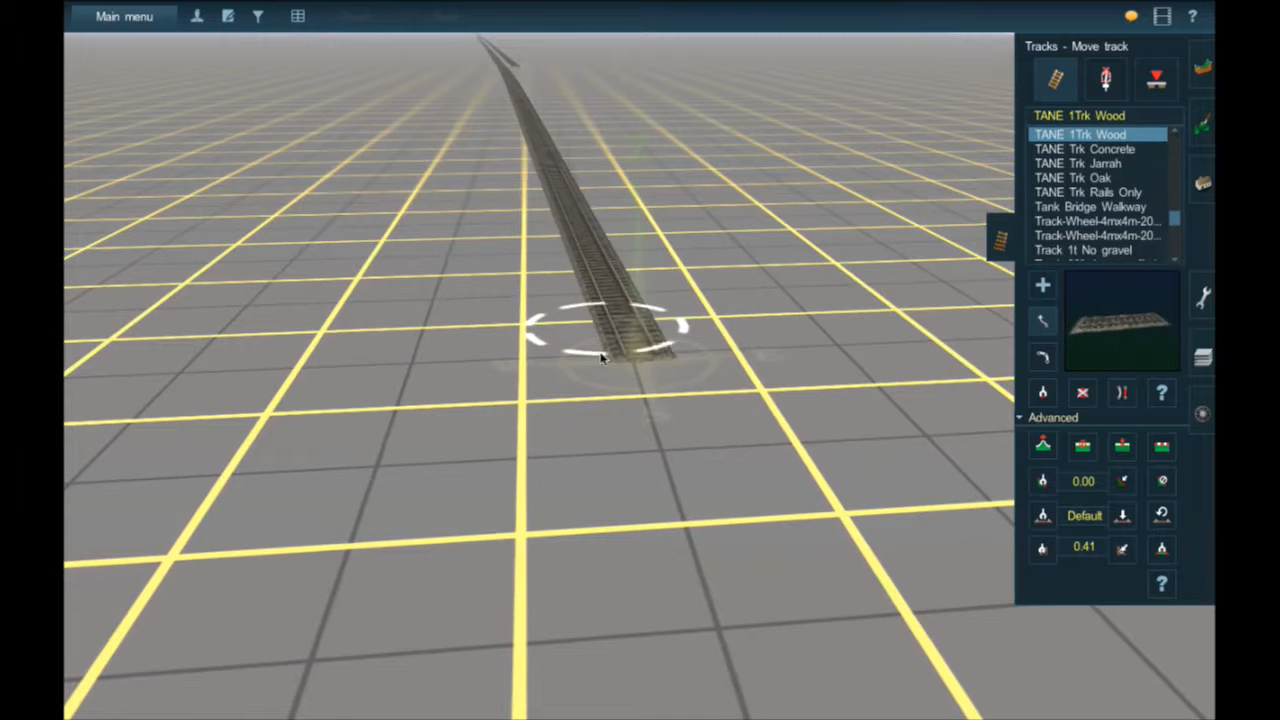 Main menu
?
Tracks - Move track
TANE 1Trk Wood
TANE 1Trk Wood
TANE Trk Concrete
TANE Trk Jarrah
TANE Trk Oak
TANE Trk Rails Only
Tank Bridge Walkway
Track-Wheel-4mx4m-20...
Track-Wheel-4mx4m-20...
Track 1t No gravel
?
Advanced
0.00
Default
0.41
?